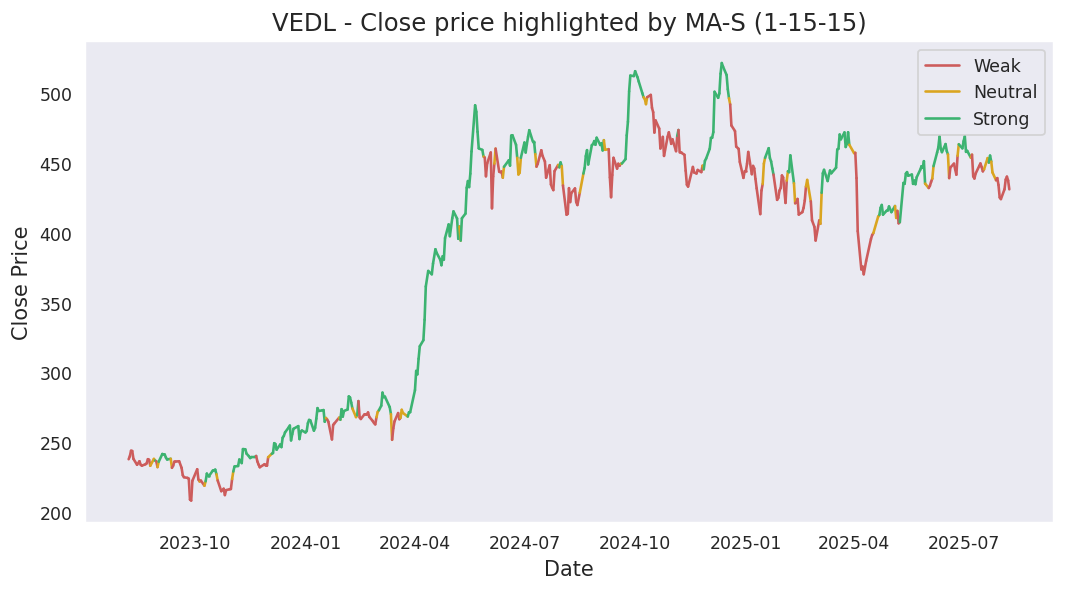 VEDL - Close price highlighted by MA-S (1-15-15)
Weak
Neutral
Strong
Close Price
500
450
400
350
300
250
200
2023-10 2024-01 2024-04 2024-07 2024-10 2025-01 2025-04 2025-07
Date